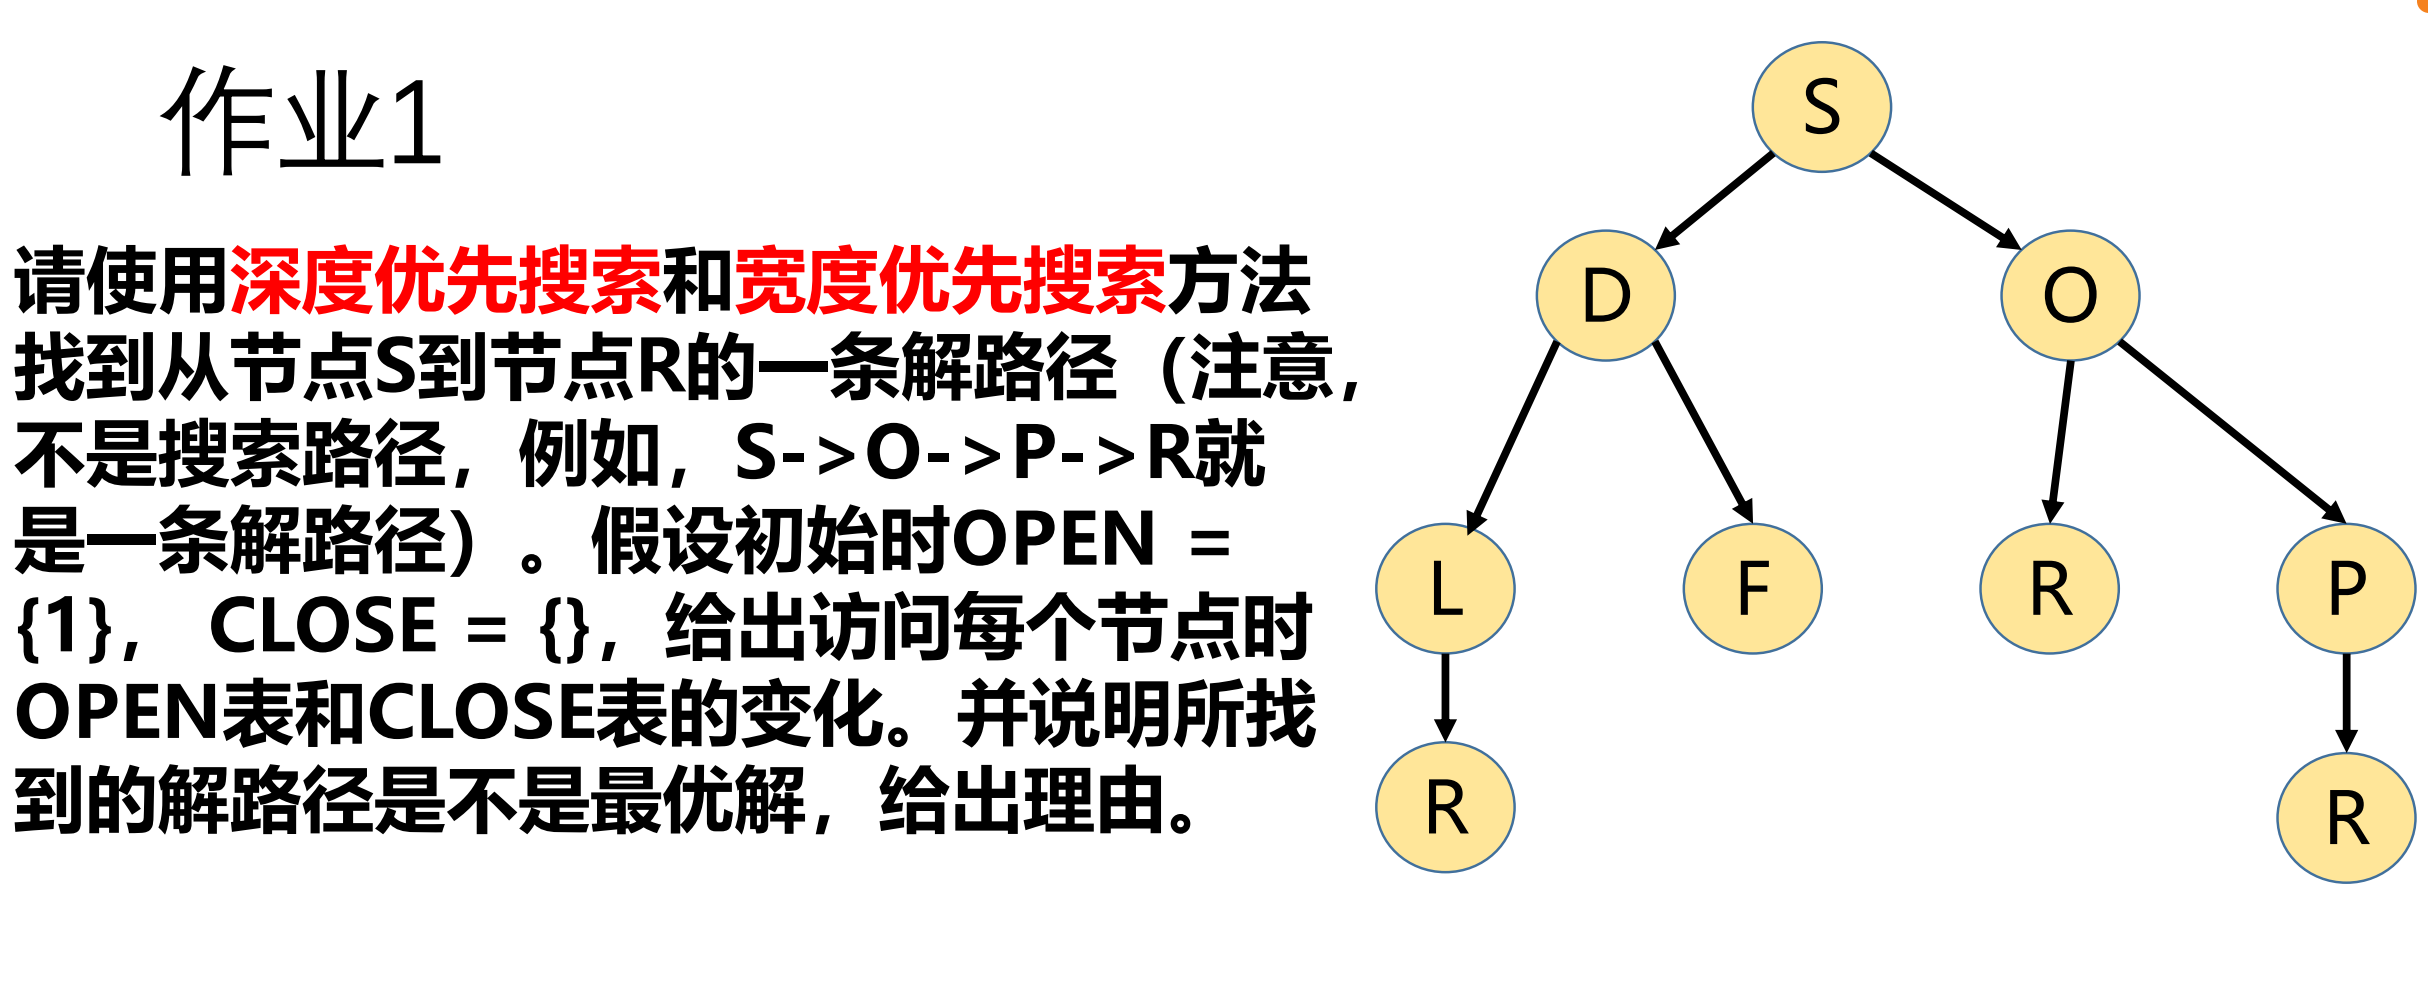 作业1
请使用深度优先搜索和宽度优先搜索方法
找到从节点S到节点R的一条解路径（注意,
不是搜索路径，例如，S->O->P->R就
是一条解路径）。假设初始时OPEN =
{1}， CLOSE = {}，给出访问每个节点时
OPEN表和CLOSE表的变化。并说明所找
到的解路径是不是最优解，给出理由。
S
D
O
L
F
R
P
R
R